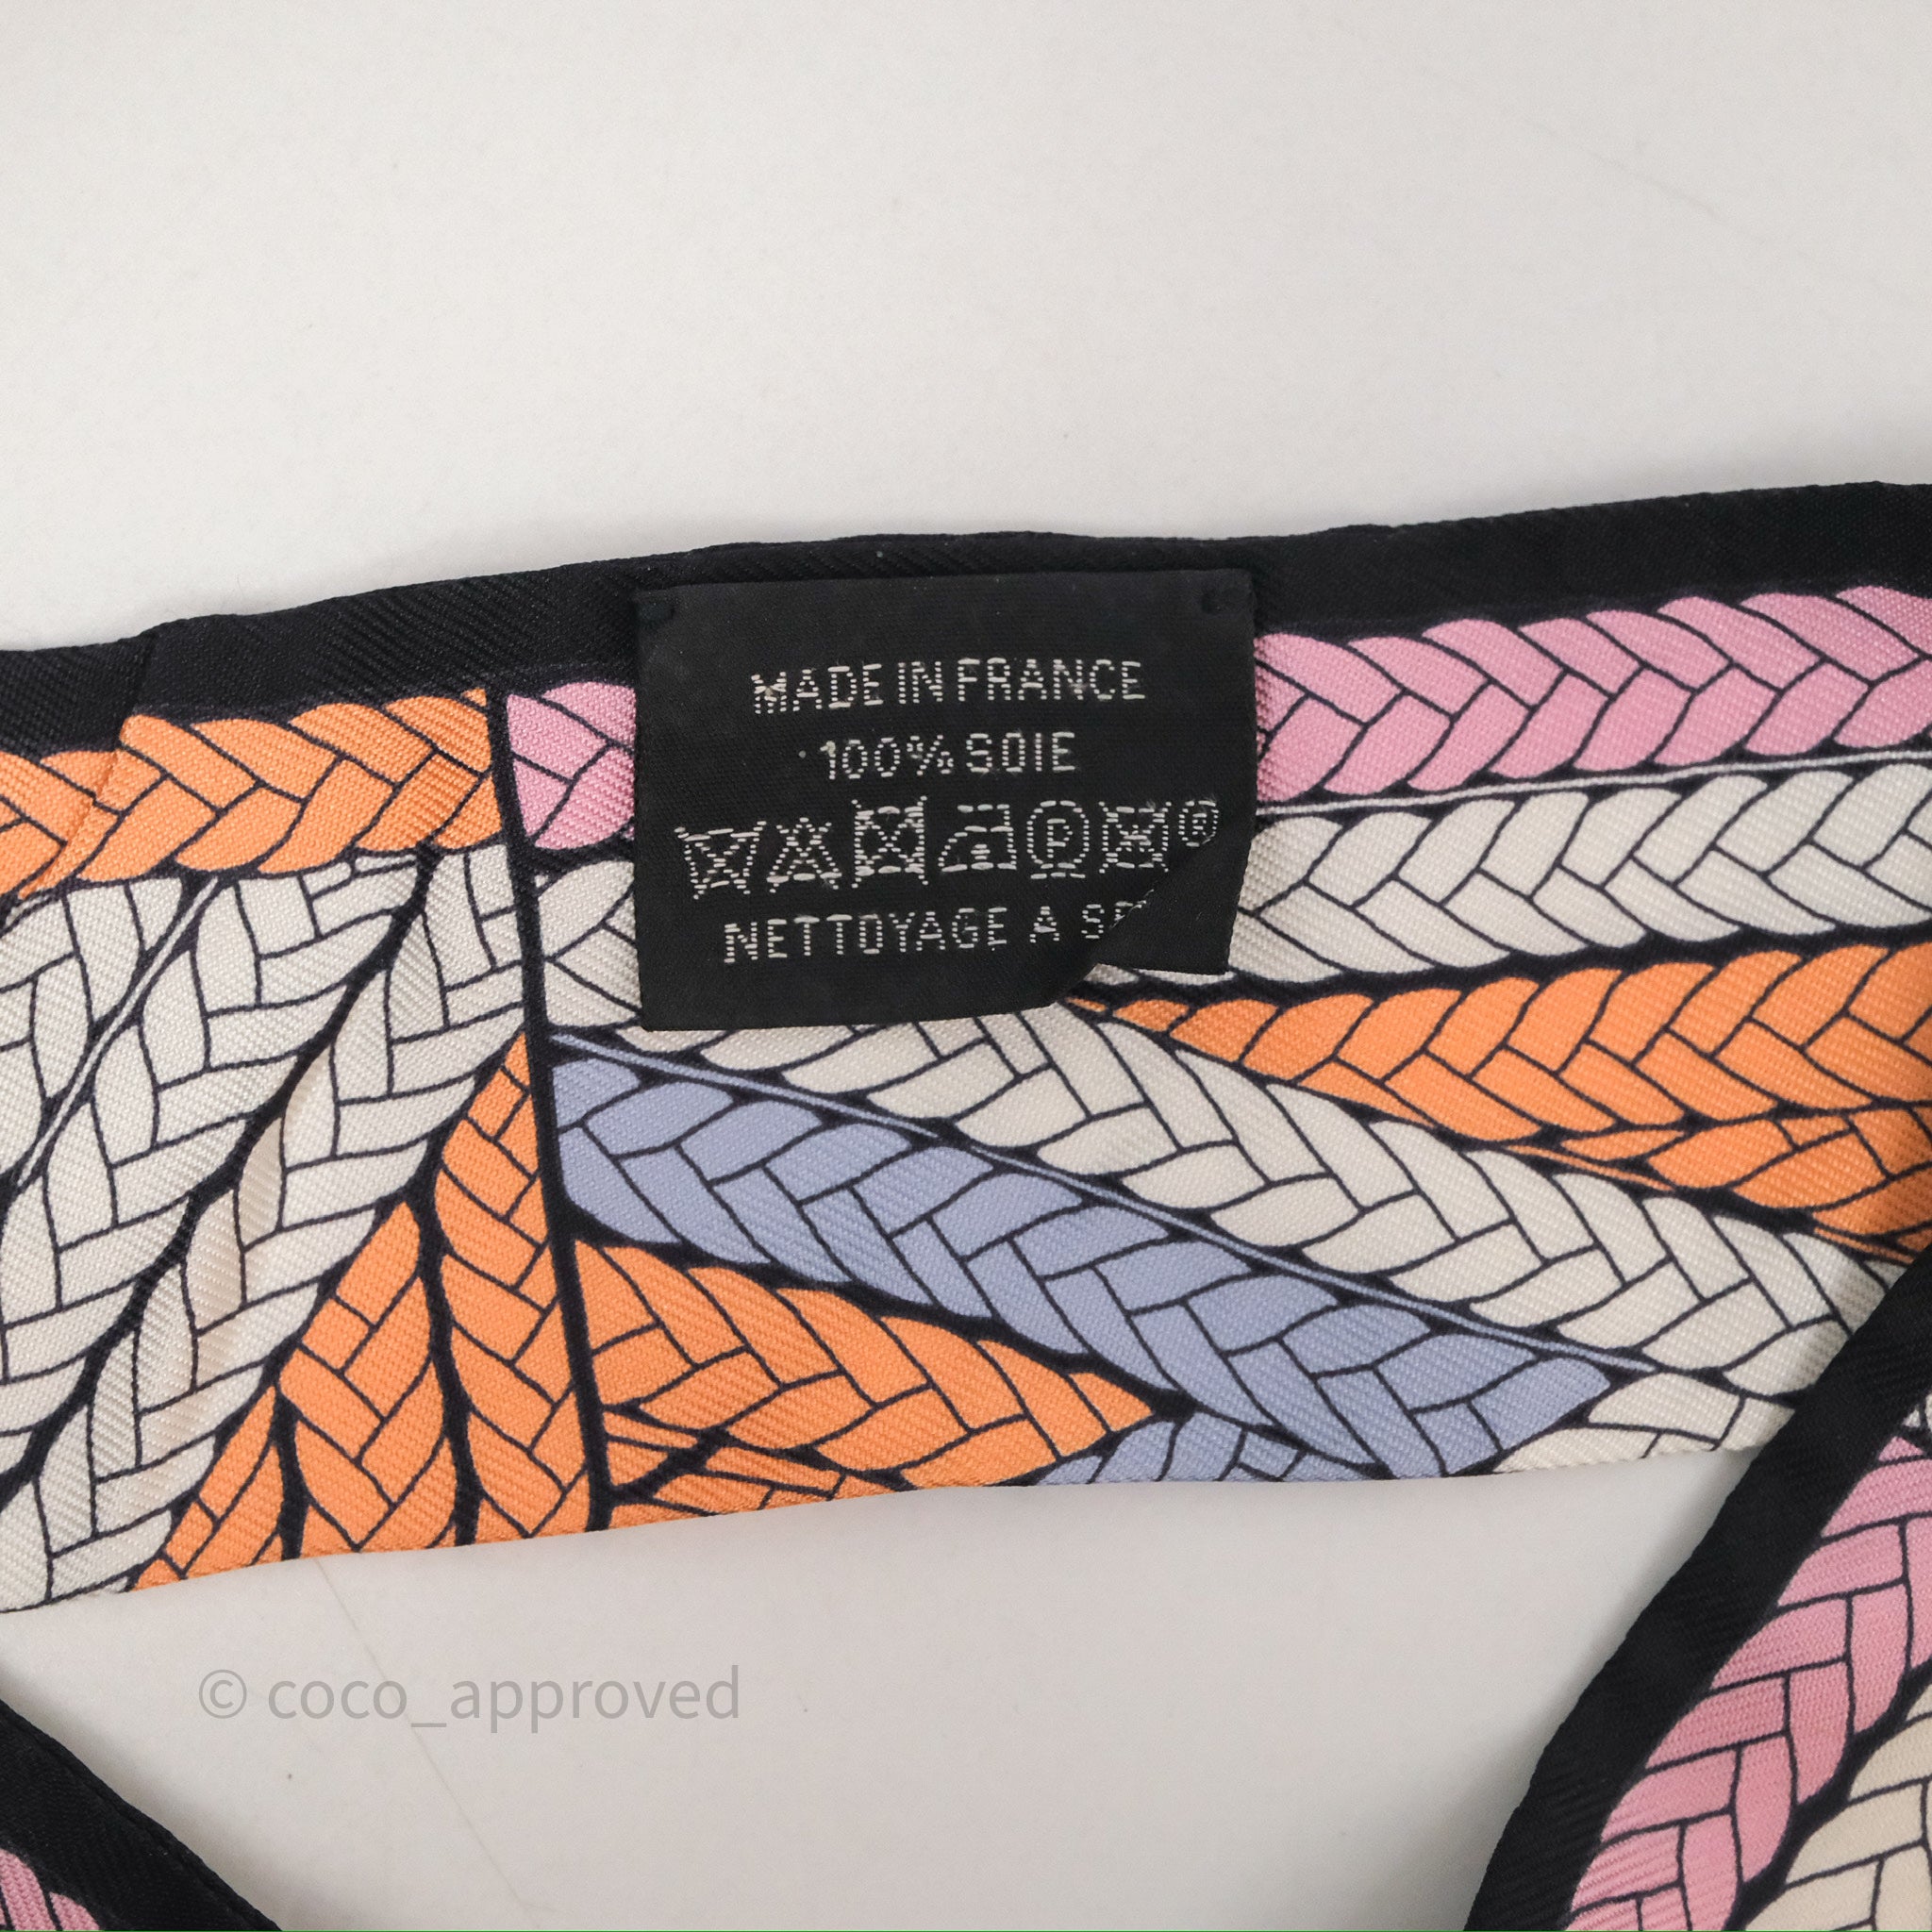 MADE IN FRANCE
100% SOIE
P ®
NETTOYAGE A
© coco_approved